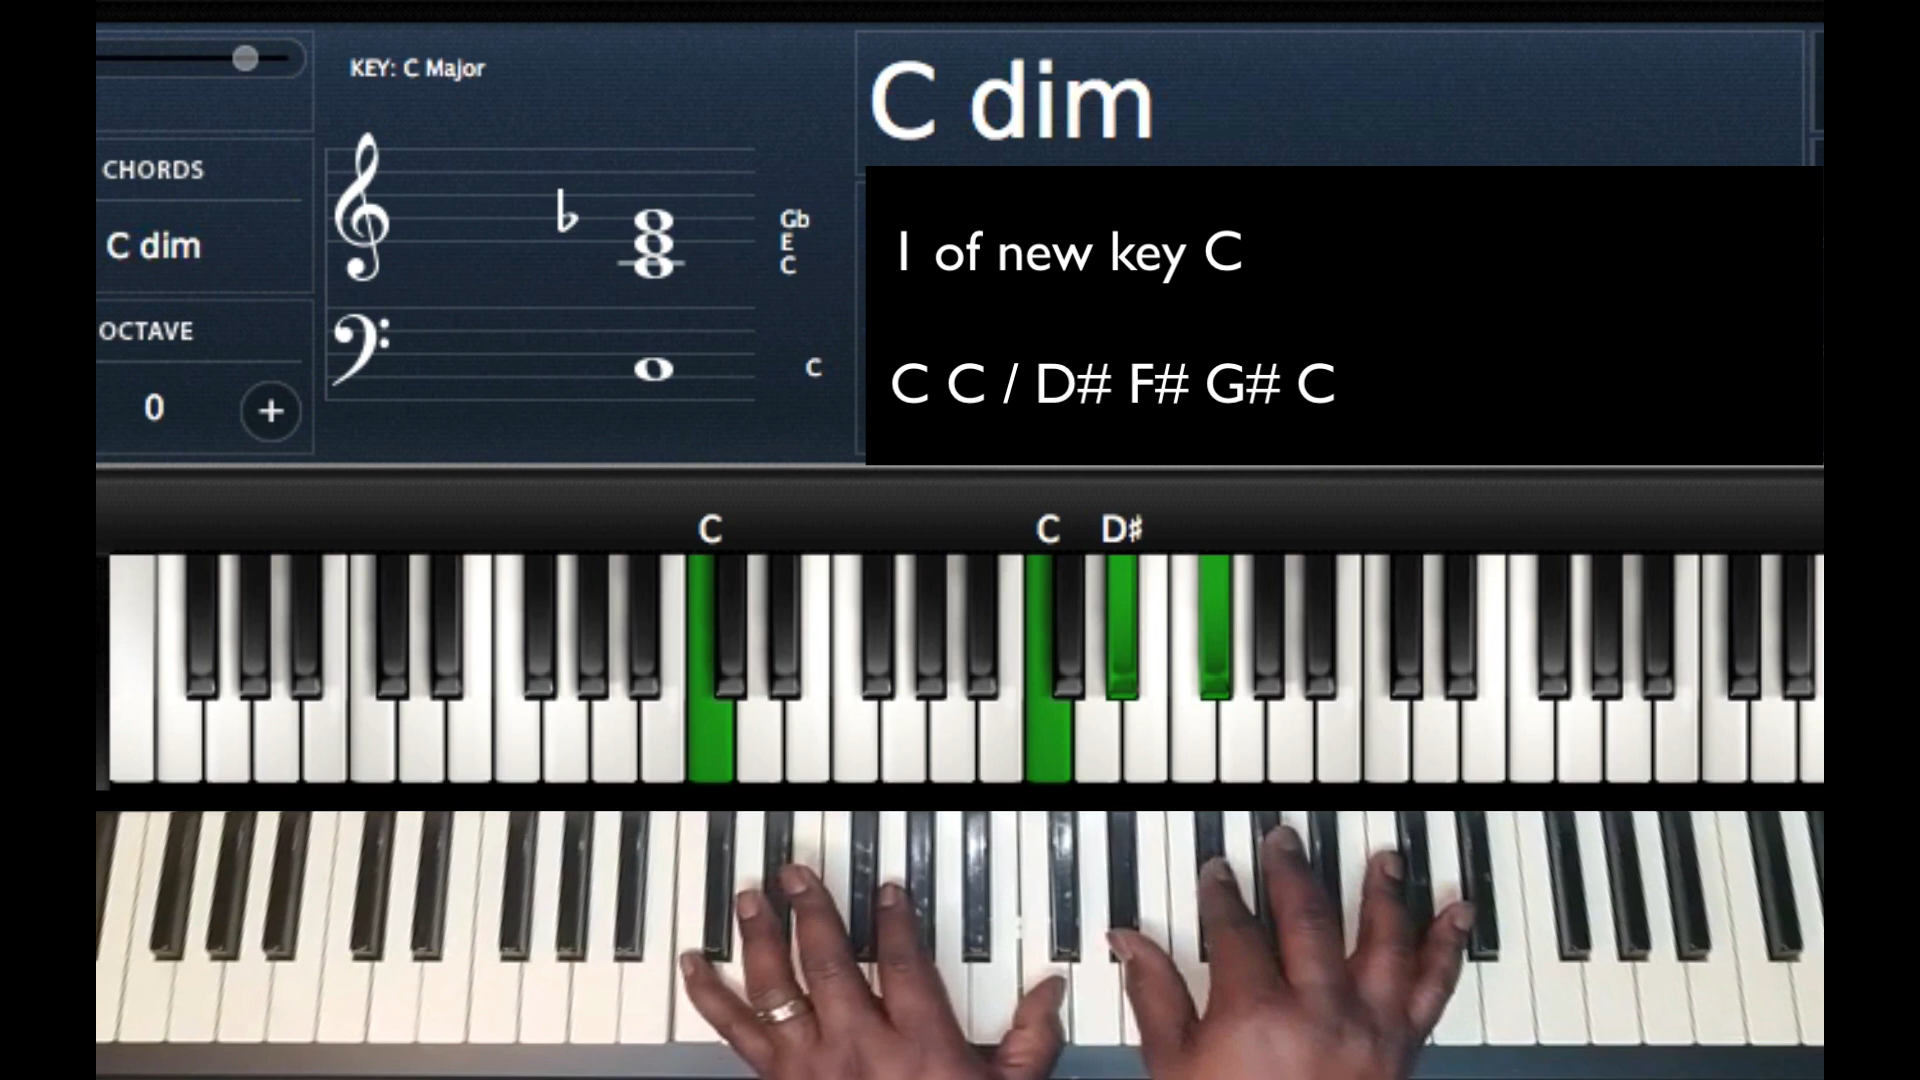 KEY: C Major
C dim
CHORDS
C dim
Gb
E
C
OCTAVE
0 +
C
1 of new key C
C C / D# F# G# C
C C D♯